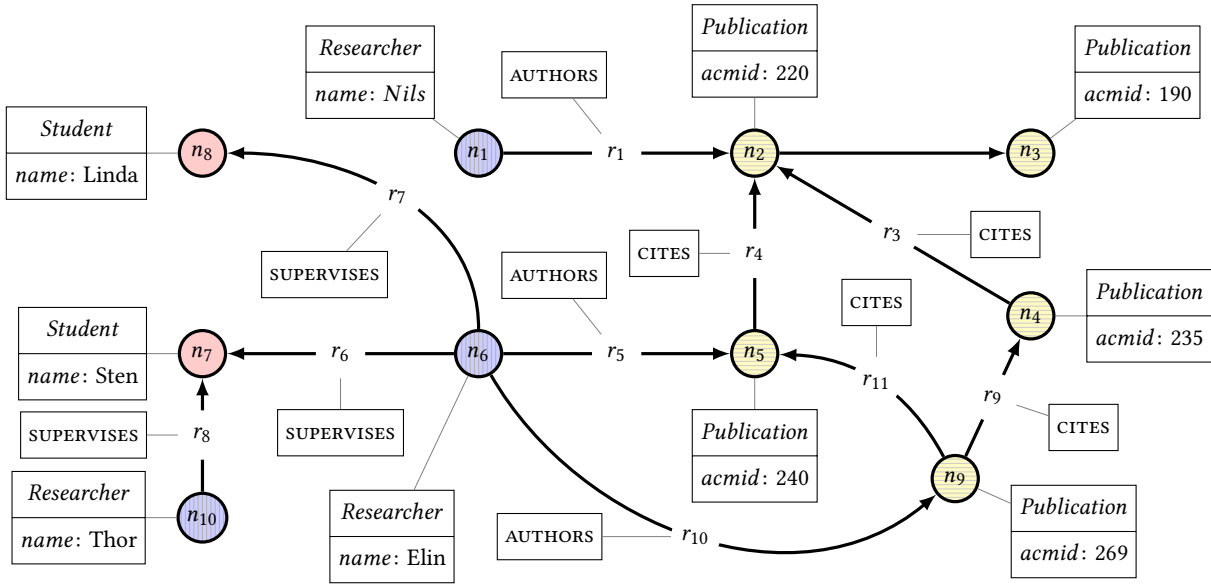 Researcher
name: Nils
AUTHORS
Publication
acmid: 220
Publication
acmid: 190
Student
name: Linda
n8
n1
r1
n2
n3
r7
SUPERVISES
AUTHORS
CITES
r4
r3
CITES
CITES
Publication
acmid: 235
n4
Student
name: Sten
n7
r6
n6
r5
n5
r11
r9
CITES
SUPERVISES
r8
SUPERVISES
Publication
acmid: 240
n9
Researcher
name: Thor
n10
Researcher
name: Elin
AUTHORS
r10
Publication
acmid: 269